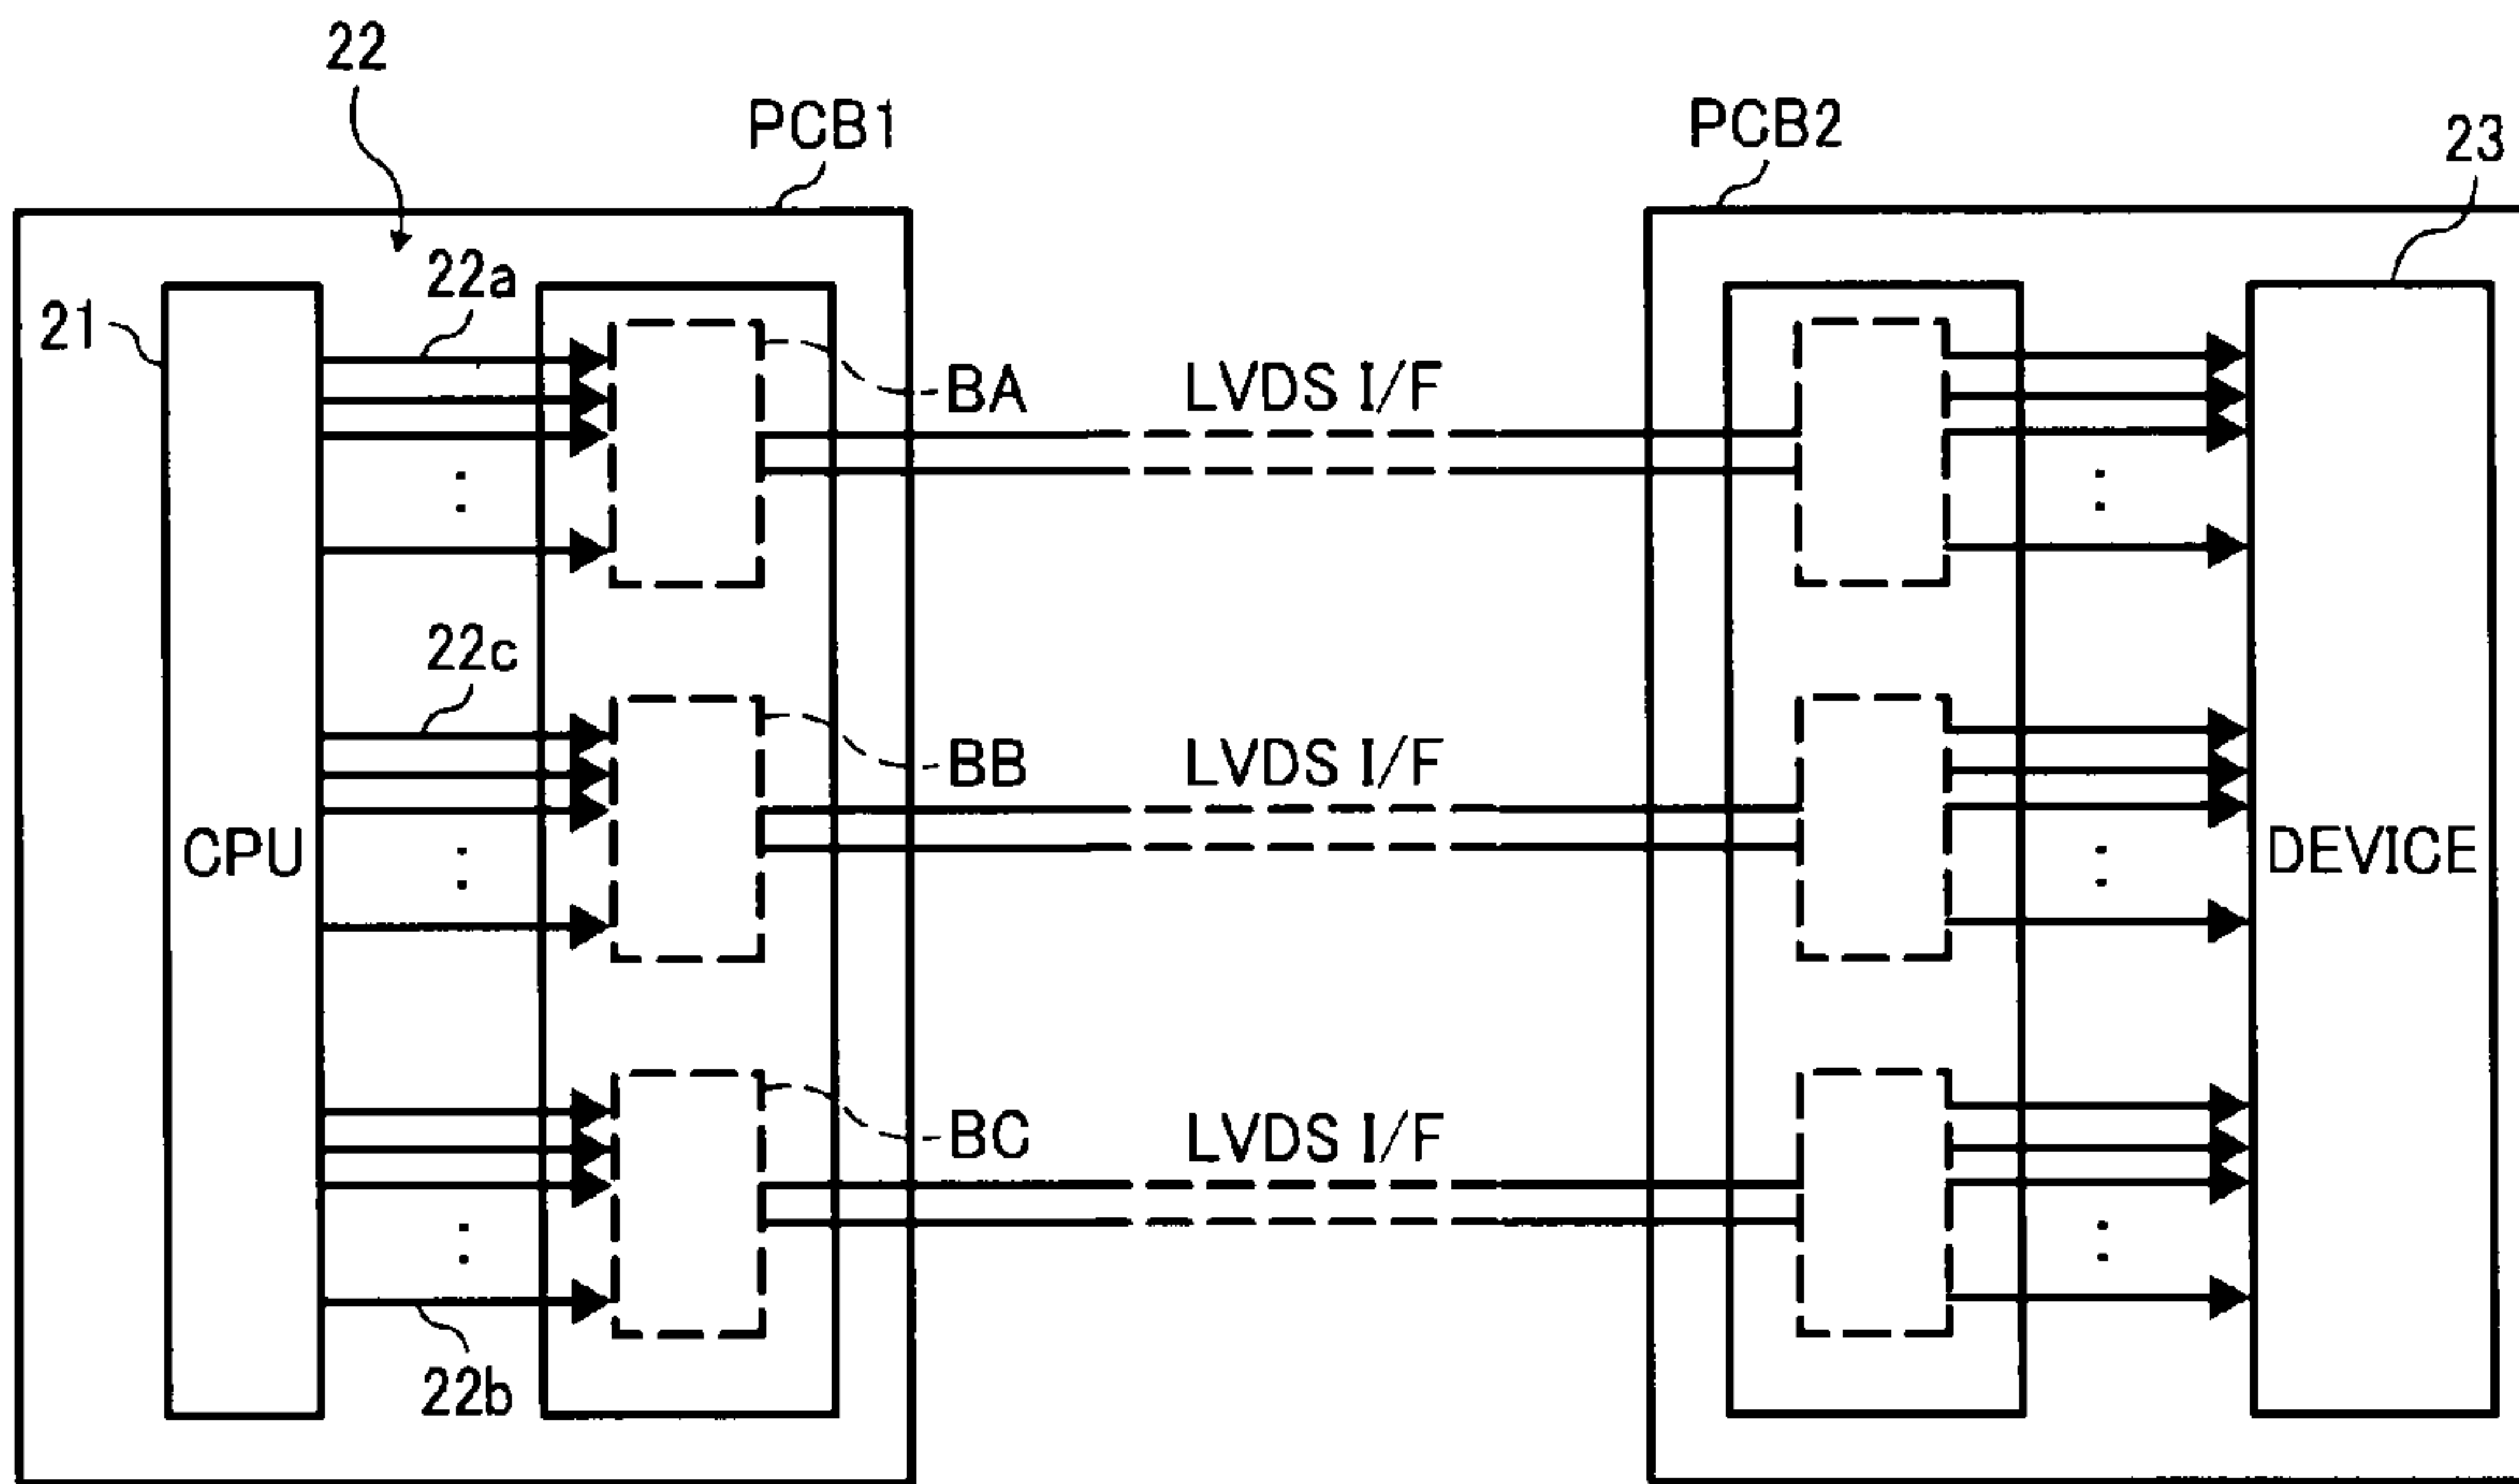 22
PCB1
PCB2
23
22a
21
BA
LVDS I/F
22c
BB
LVDS I/F
CPU
DEVICE
BC
LVDS I/F
22b